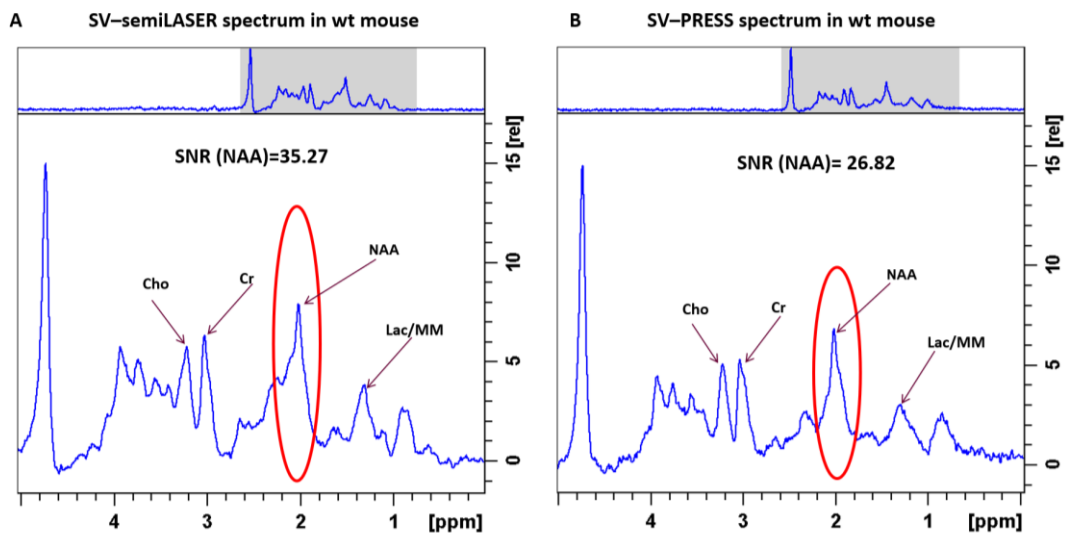 A
SV–semiLASER spectrum in wt mouse
SNR (NAA)=35.27
NAA
Cho
Cr
Lac/MM
15 [rel]
10
5
0
4 3 2 1 [ppm]
B
SV–PRESS spectrum in wt mouse
SNR (NAA)= 26.82
NAA
Cho
Cr
Lac/MM
15 [rel]
10
5
0
4 3 2 1 [ppm]